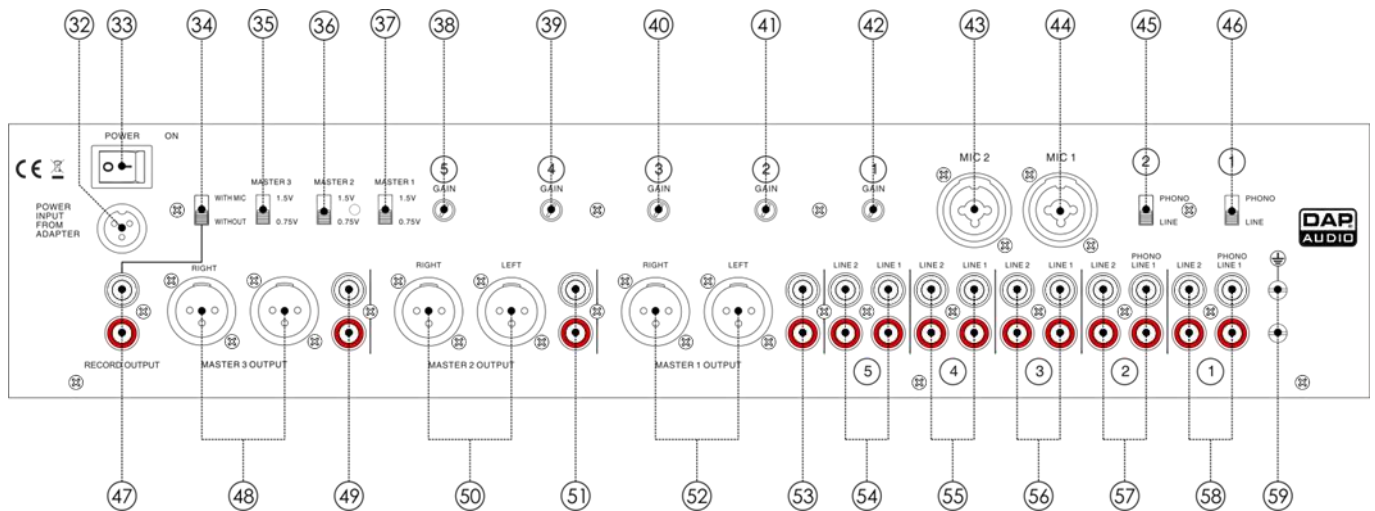 32 33 34 35 36 37 38 39 40 41 42 43 44 45 46
POWER ON
CE
MIC 2 MIC 1
5 4 3 2 1 2 1
GAIN GAIN GAIN GAIN GAIN
MASTER 3 MASTER 2 MASTER 1
WITH MIC 1.5V 1.5V 1.5V PHONO PHONO
POWER
INPUT
FROM
ADAPTER
WITHOUT 0.75V 0.75V 0.75V LINE LINE
DAP
AUDIO
RIGHT RIGHT LEFT RIGHT LEFT
LINE 2 LINE 1 LINE 2 LINE 1 LINE 2 LINE 1 LINE 2 PHONO LINE 1 LINE 2 PHONO LINE 1
RECORD OUTPUT MASTER 3 OUTPUT MASTER 2 OUTPUT MASTER 1 OUTPUT
5 4 3 2 1
47 48 49 50 51 52 53 54 55 56 57 58 59